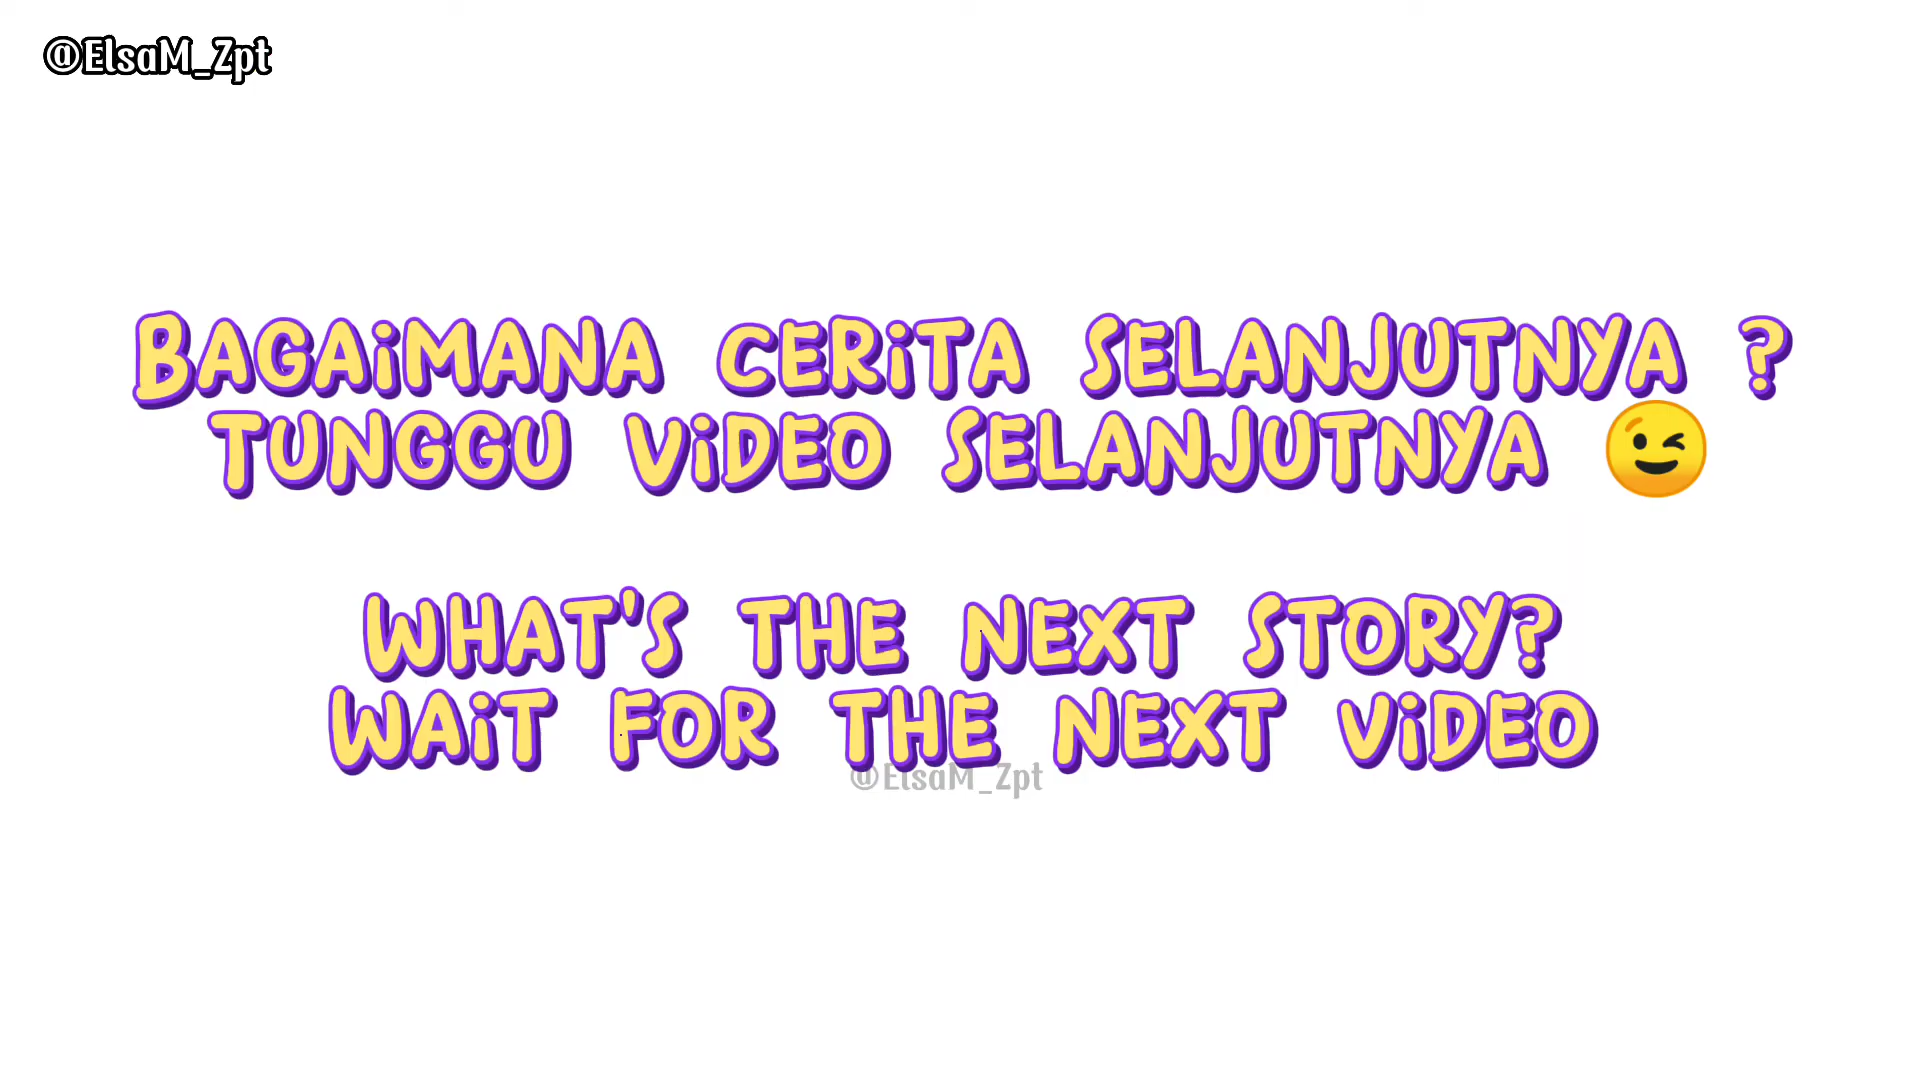 @ElsaM_Zpt
BAGAiMANA CERiTA SELANJUTNYA ?
TUNGGU ViDEO SELANJUTNYA 😉
WHAT'S THE NEXT STORY?
WAiT FOR THE NEXT ViDEO
@ElsaM_Zpt